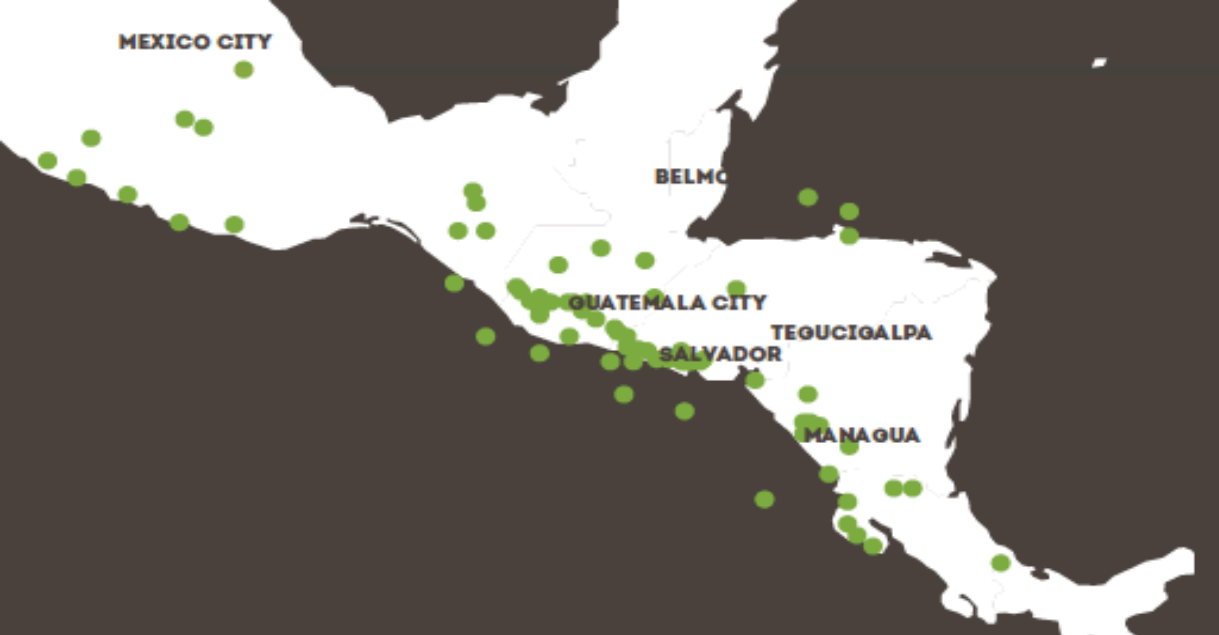 MEXICO CITY
BELMO
GUATEMALA CITY
TEGUCIGALPA
SALVADOR
MANAGUA